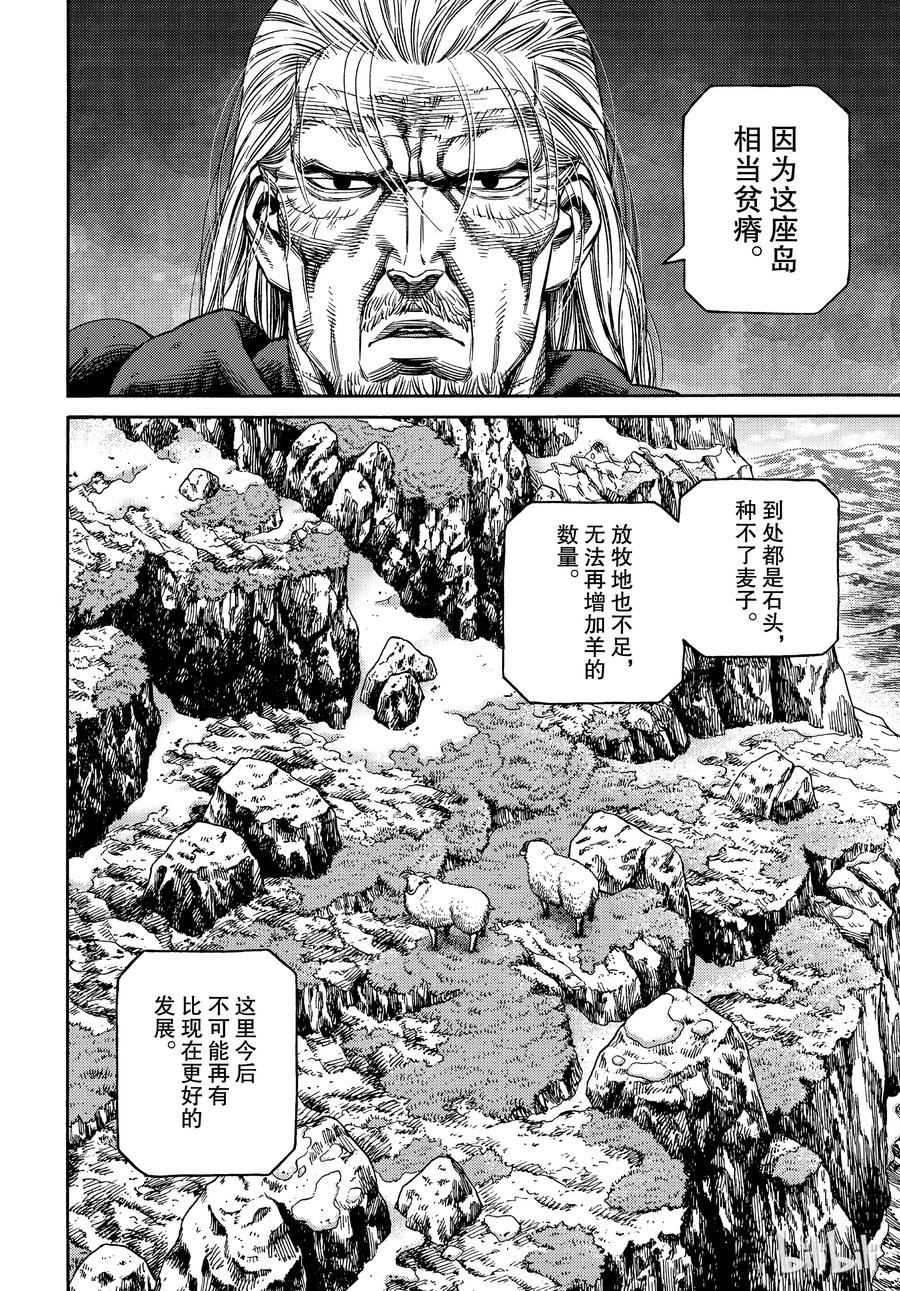 因为这座岛
相当贫瘠。
到处都是石头，
种不了麦子。
放牧地也不足，
无法再增加羊的
数量。
这里今后
不可能再有
比现在更好的
发展。
bilibili